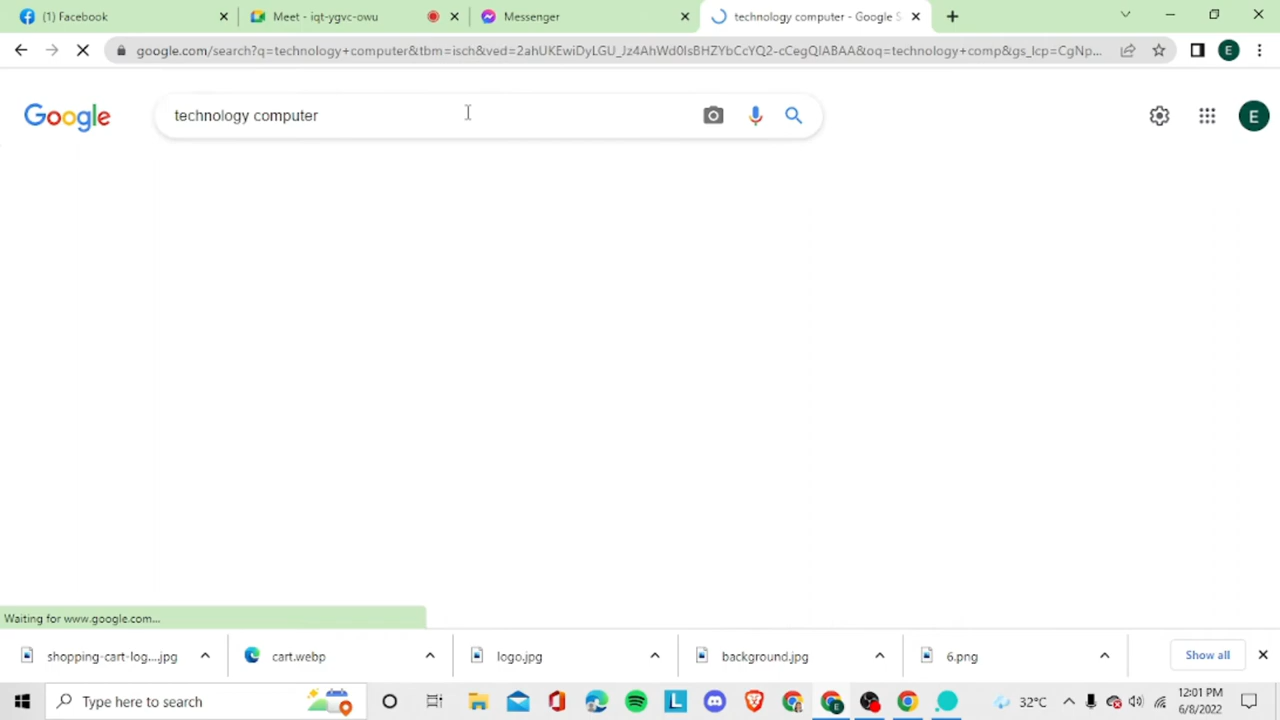 (1) Facebook
Meet - iqt-ygvc-owu
Messenger
technology computer - Google S
google.com/search?q=technology+computer&tbm=isch&ved=2ahUKEwiDyLGU_Jz4AhWd0IsBHZYbCcYQ2-cCegQIABAA&oq=technology+comp&gs_lcp=CgNp...
E
Google
technology computer
E
Waiting for www.google.com...
shopping-cart-log....jpg
cart.webp
logo.jpg
background.jpg
6.png
Show all
Type here to search
L
32°C
12:01 PM
6/8/2022